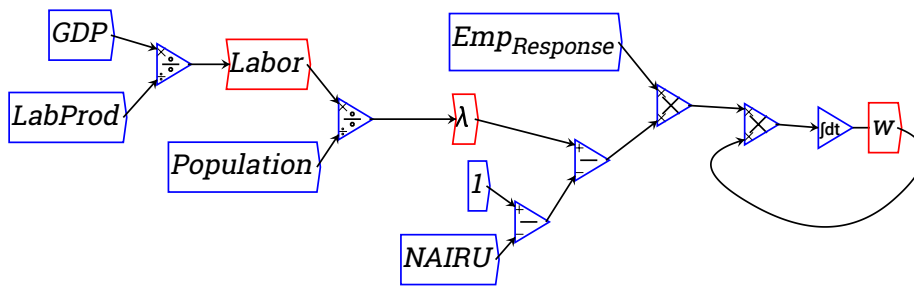 GDP
LabProd
×
÷
÷
Labor
Population
×
÷
÷
λ
1
NAIRU
+
−
−
+
−
−
Emp_Response
×
×
×
×
×
×
∫dt
w